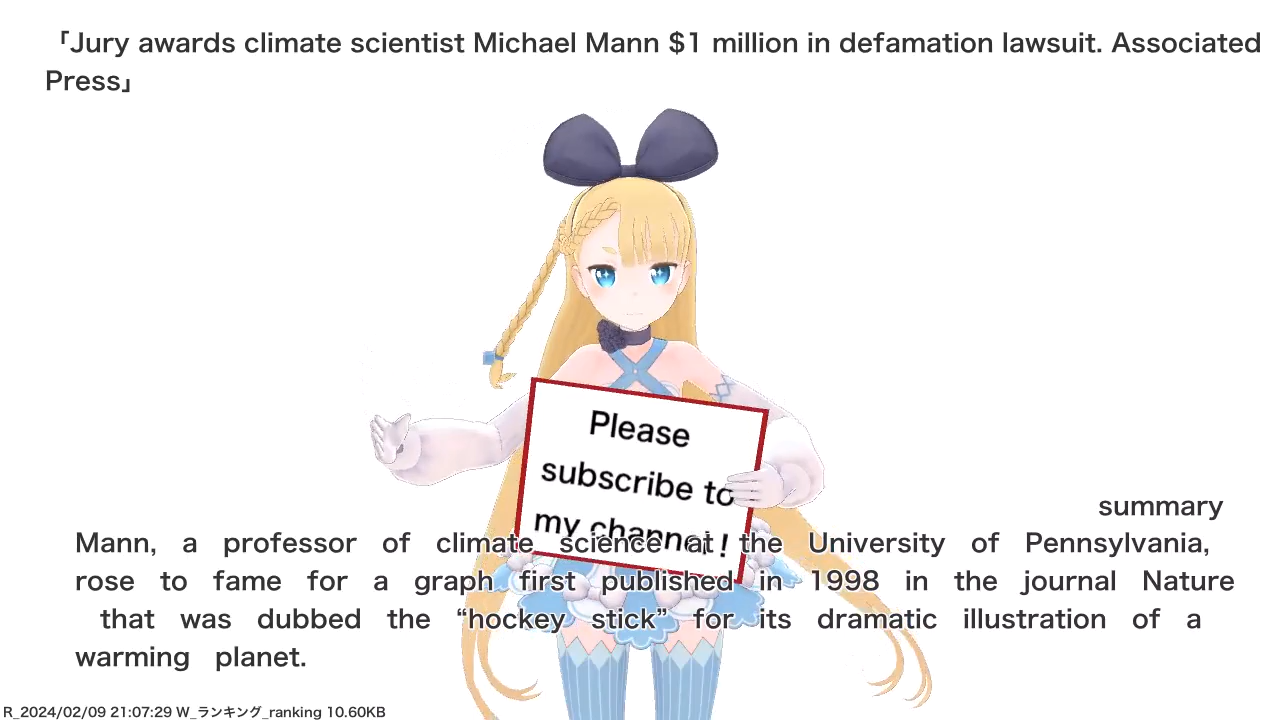 「Jury awards climate scientist Michael Mann $1 million in defamation lawsuit. Associated
Press」
Please
subscribe to
my channel!
summary
Mann, a professor of climate science at the University of Pennsylvania,
rose to fame for a graph first published in 1998 in the journal Nature
that was dubbed the “hockey stick” for its dramatic illustration of a
warming planet.
R_2024/02/09 21:07:29 W_ランキング_ranking 10.60KB